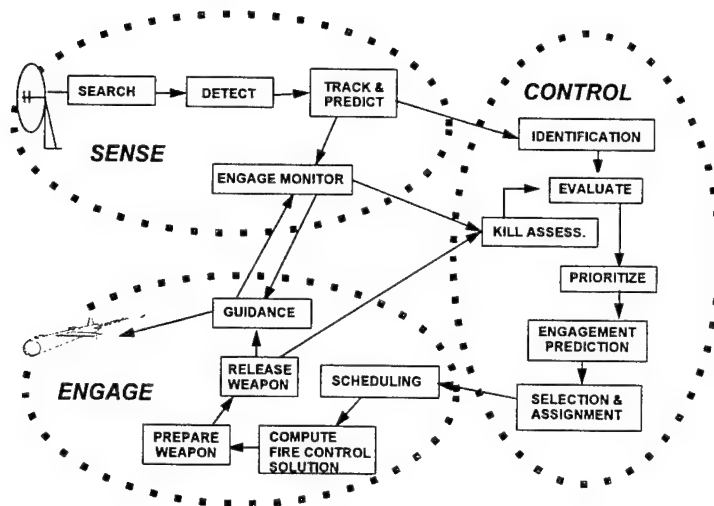 SEARCH
DETECT
TRACK &
PREDICT
SENSE
ENGAGE MONITOR
CONTROL
IDENTIFICATION
EVALUATE
KILL ASSESS.
PRIORITIZE
ENGAGEMENT
PREDICTION
SELECTION &
ASSIGNMENT
GUIDANCE
RELEASE
WEAPON
ENGAGE
SCHEDULING
PREPARE
WEAPON
COMPUTE
FIRE CONTROL
SOLUTION